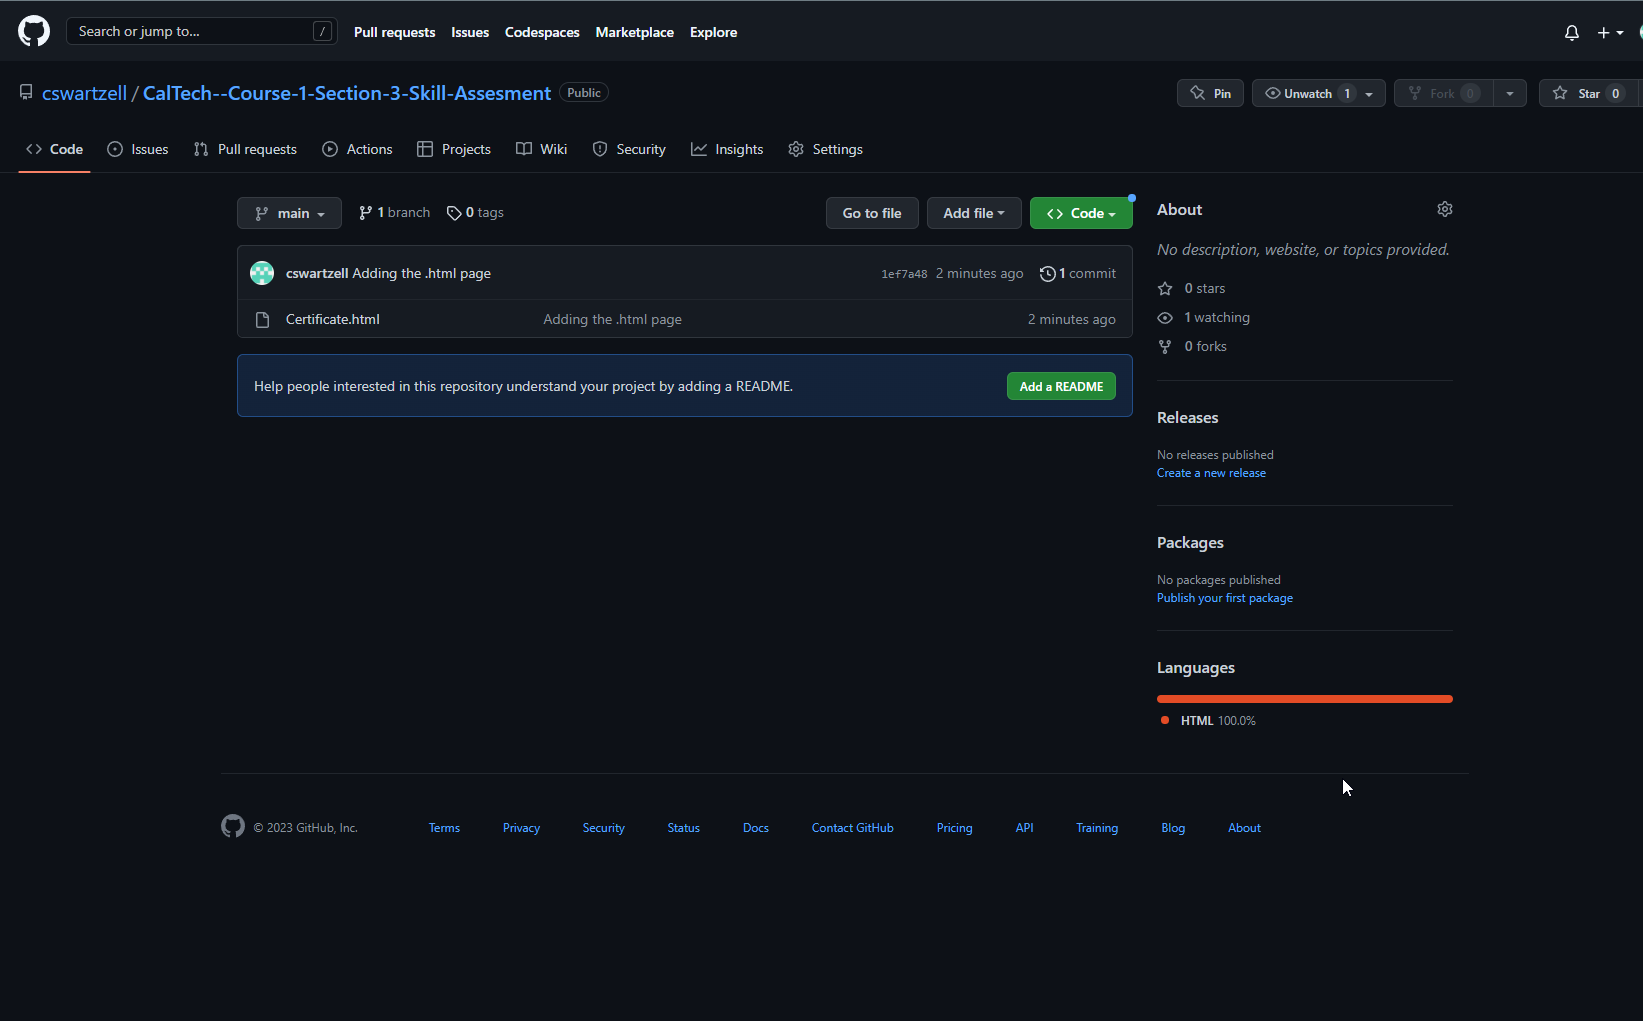 Search or jump to... /
Pull requests Issues Codespaces Marketplace Explore
cswartzell / CalTech--Course-1-Section-3-Skill-Assesment Public
Pin Unwatch 1 Fork 0 Star 0
Code Issues Pull requests Actions Projects Wiki Security Insights Settings
main 1 branch 0 tags Go to file Add file Code
cswartzell Adding the .html page 1ef7a48 2 minutes ago 1 commit
Certificate.html Adding the .html page 2 minutes ago
Help people interested in this repository understand your project by adding a README. Add a README
About
No description, website, or topics provided.
0 stars
1 watching
0 forks
Releases
No releases published
Create a new release
Packages
No packages published
Publish your first package
Languages
HTML 100.0%
© 2023 GitHub, Inc. Terms Privacy Security Status Docs Contact GitHub Pricing API Training Blog About